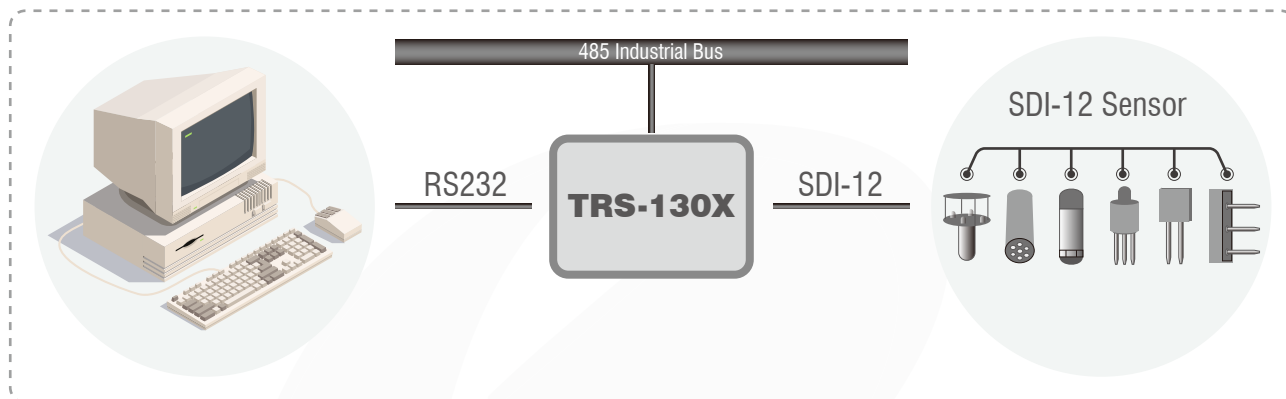 485 Industrial Bus
SDI-12 Sensor
RS232
TRS-130X
SDI-12